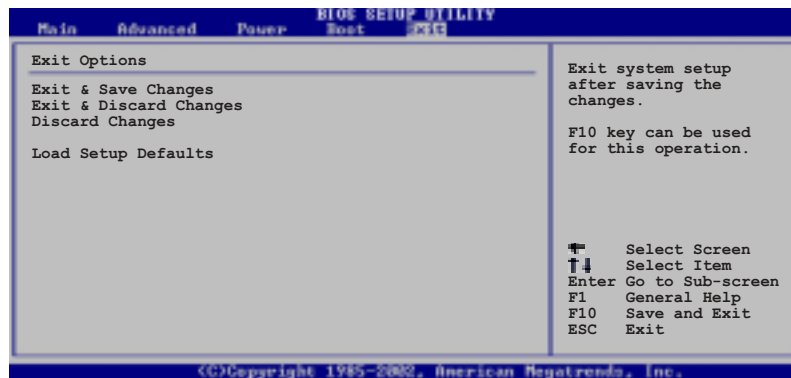 BIOS SETUP UTILITY
Main Advanced Power Boot Exit
Exit Options
Exit & Save Changes
Exit & Discard Changes
Discard Changes
Load Setup Defaults
Exit system setup
after saving the
changes.
F10 key can be used
for this operation.
Select Screen
↑↓ Select Item
Enter Go to Sub-screen
F1 General Help
F10 Save and Exit
ESC Exit
(C)Copyright 1985-2002, American Megatrends, Inc.